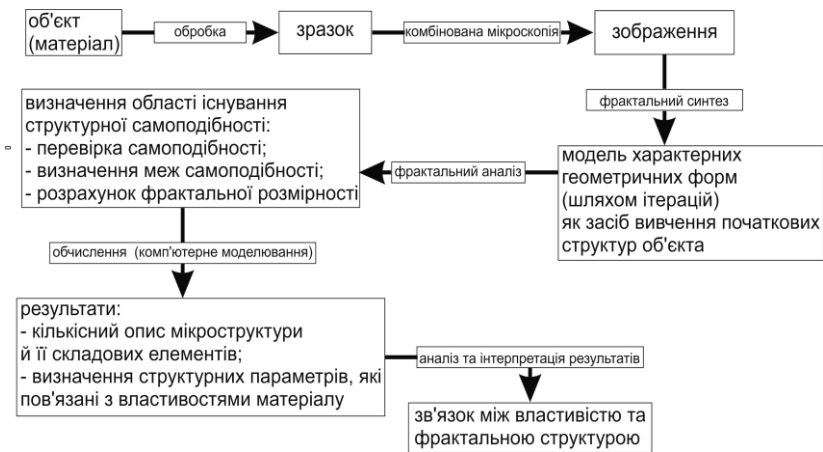 об'єкт
(матеріал)
обробка
зразок
комбінована мікроскопія
зображення
фрактальний синтез
модель характерних
геометричних форм
(шляхом ітерацій)
як засіб вивчення початкових
структур об'єкта
фрактальний аналіз
визначення області існування
структурної самоподібності:
- перевірка самоподібності;
- визначення меж самоподібності;
- розрахунок фрактальної розмірності
обчислення (комп'ютерне моделювання)
результати:
- кількісний опис мікроструктури
й її складових елементів;
- визначення структурних параметрів, які
пов'язані з властивостями матеріалу
аналіз та інтерпретація результатів
зв'язок між властивістю та
фрактальною структурою